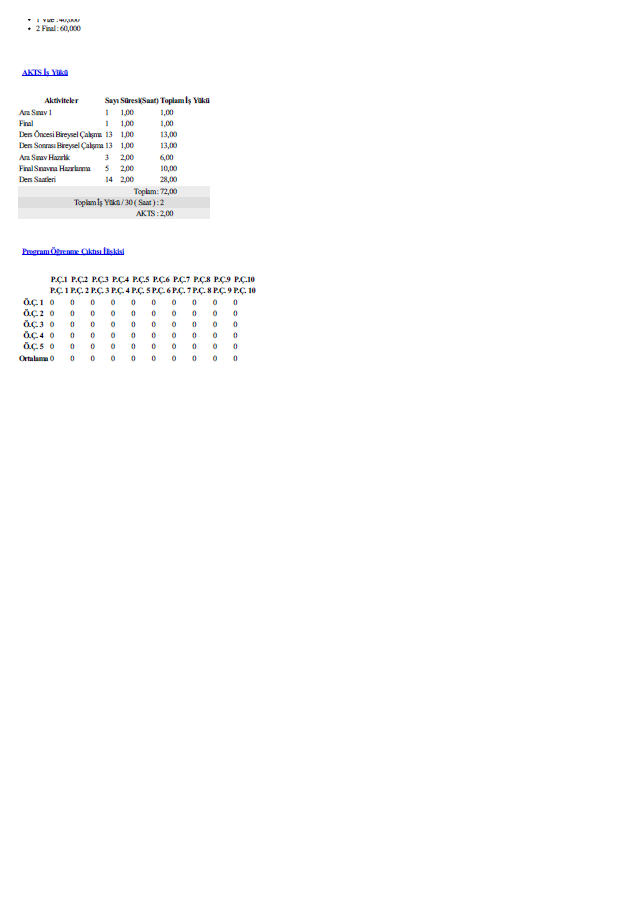 • 1 Vize : 40,000
• 2 Final : 60,000
AKTS İş Yükü
Aktiviteler Sayı Süresi(Saat) Toplam İş Yükü
Ara Sınav 1 1 1,00 1,00
Final 1 1,00 1,00
Ders Öncesi Bireysel Çalışma 13 1,00 13,00
Ders Sonrası Bireysel Çalışma 13 1,00 13,00
Ara Sınav Hazırlık 3 2,00 6,00
Final Sınavına Hazırlanma 5 2,00 10,00
Ders Saatleri 14 2,00 28,00
Toplam : 72,00
Toplam İş Yükü / 30 ( Saat ) : 2
AKTS : 2,00
Program Öğrenme Çıktısı İlişkisi
P.Ç.1 P.Ç.2 P.Ç.3 P.Ç.4 P.Ç.5 P.Ç.6 P.Ç.7 P.Ç.8 P.Ç.9 P.Ç.10
P.Ç. 1 P.Ç. 2 P.Ç. 3 P.Ç. 4 P.Ç. 5 P.Ç. 6 P.Ç. 7 P.Ç. 8 P.Ç. 9 P.Ç. 10
Ö.Ç. 1 0 0 0 0 0 0 0 0 0 0
Ö.Ç. 2 0 0 0 0 0 0 0 0 0 0
Ö.Ç. 3 0 0 0 0 0 0 0 0 0 0
Ö.Ç. 4 0 0 0 0 0 0 0 0 0 0
Ö.Ç. 5 0 0 0 0 0 0 0 0 0 0
Ortalama 0 0 0 0 0 0 0 0 0 0